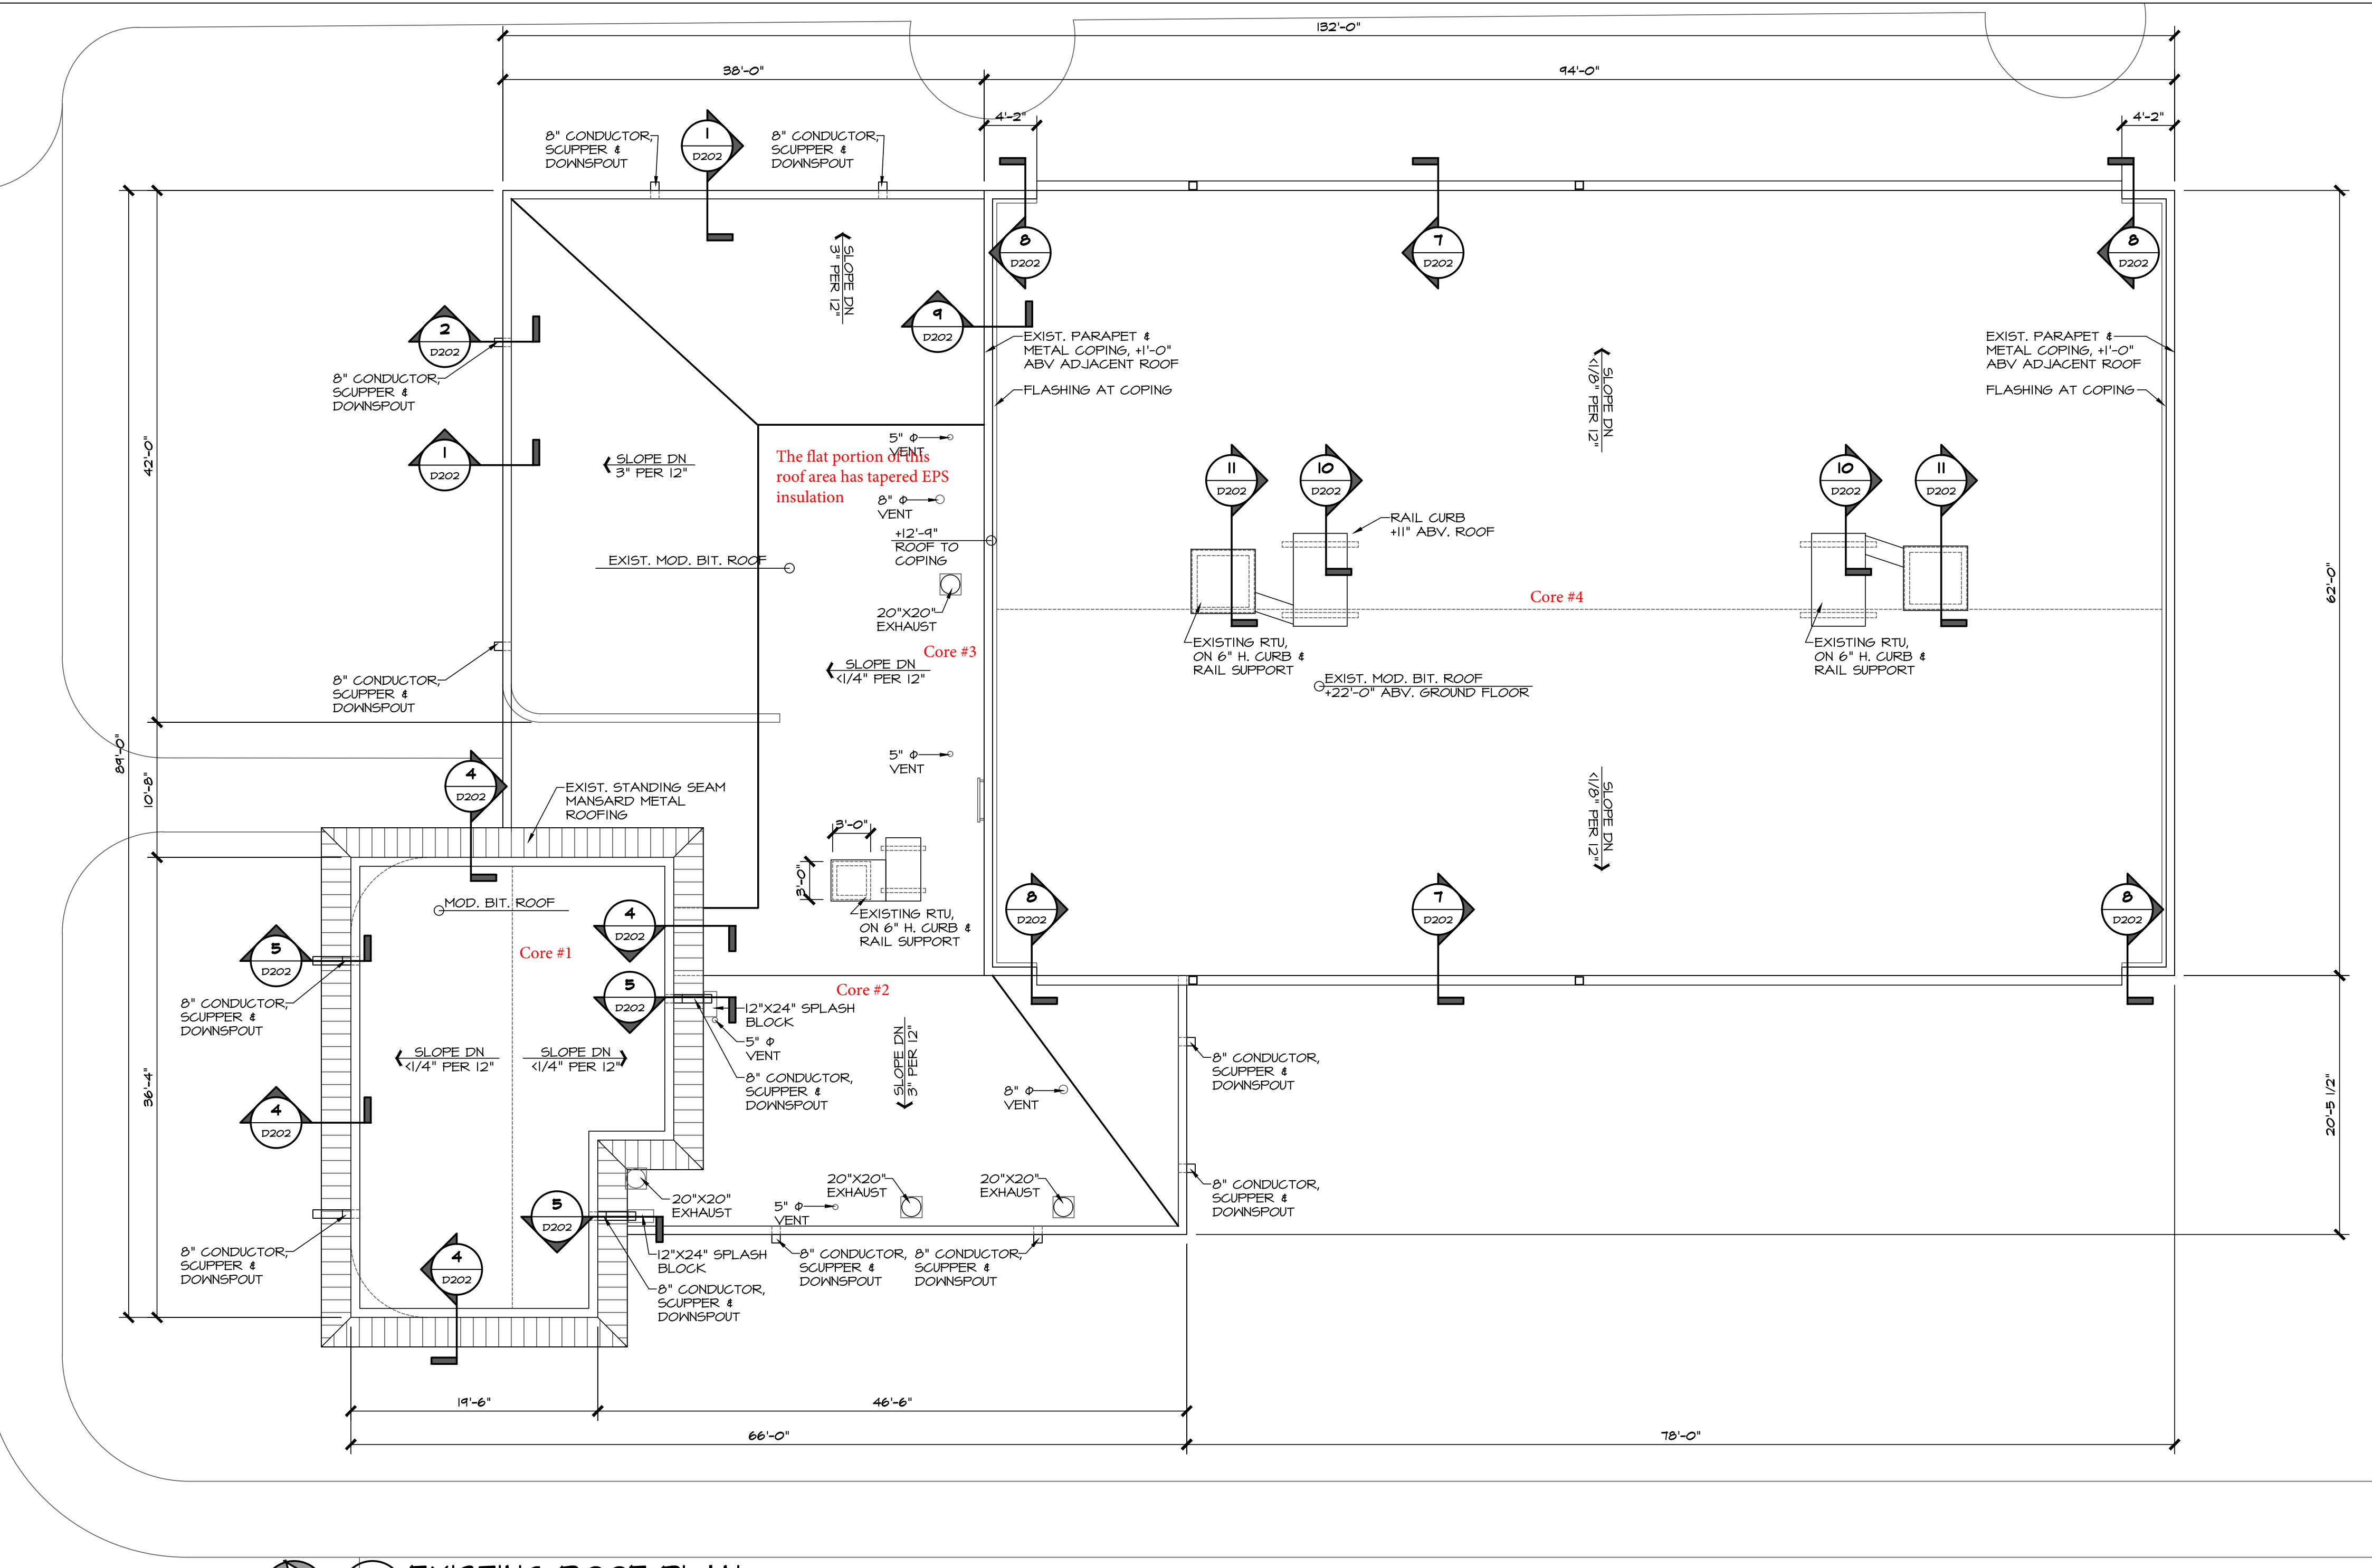 132'-0"
38'-0"
94'-0"
4'-2"
4'-2"
8" CONDUCTOR,
SCUPPER &
DOWNSPOUT
1
D202
8" CONDUCTOR,
SCUPPER &
DOWNSPOUT
SLOPE DN
3" PER 12"
8
D202
7
D202
8
D202
2
D202
9
D202
EXIST. PARAPET &
METAL COPING, +1'-0"
ABV ADJACENT ROOF
FLASHING AT COPING
SLOPE DN
<1/8" PER 12"
EXIST. PARAPET &
METAL COPING, +1'-0"
ABV ADJACENT ROOF
FLASHING AT COPING
8" CONDUCTOR,
SCUPPER &
DOWNSPOUT
1
D202
SLOPE DN
3" PER 12"
5" Φ
VENT
The flat portion of this
roof area has tapered EPS
insulation
8" Φ
VENT
+12'-9"
ROOF TO
COPING
11
D202
10
D202
RAIL CURB
+11" ABV. ROOF
10
D202
11
D202
42'-0"
62'-0"
EXIST. MOD. BIT. ROOF
20"X20"
EXHAUST
Core #4
Core #3
SLOPE DN
<1/4" PER 12"
EXISTING RTU,
ON 6" H. CURB &
RAIL SUPPORT
EXISTING RTU,
ON 6" H. CURB &
RAIL SUPPORT
EXIST. MOD. BIT. ROOF
+22'-0" ABV. GROUND FLOOR
8" CONDUCTOR,
SCUPPER &
DOWNSPOUT
89'-0"
10'-8"
5" Φ
VENT
4
D202
EXIST. STANDING SEAM
MANSARD METAL
ROOFING
SLOPE DN
<1/8" PER 12"
3'-0"
3'-0"
EXISTING RTU,
ON 6" H. CURB &
RAIL SUPPORT
MOD. BIT. ROOF
4
D202
8
D202
7
D202
8
D202
5
D202
Core #1
5
D202
Core #2
8" CONDUCTOR,
SCUPPER &
DOWNSPOUT
12"X24" SPLASH
BLOCK
5" Φ
VENT
8" CONDUCTOR,
SCUPPER &
DOWNSPOUT
SLOPE DN
3" PER 12"
SLOPE DN
<1/4" PER 12"
SLOPE DN
<1/4" PER 12"
36'-4"
4
D202
8" Φ
VENT
8" CONDUCTOR,
SCUPPER &
DOWNSPOUT
20'-5 1/2"
20"X20"
EXHAUST
5" Φ
VENT
20"X20"
EXHAUST
20"X20"
EXHAUST
8" CONDUCTOR,
SCUPPER &
DOWNSPOUT
5
D202
8" CONDUCTOR,
SCUPPER &
DOWNSPOUT
4
D202
12"X24" SPLASH
BLOCK
8" CONDUCTOR,
SCUPPER &
DOWNSPOUT
8" CONDUCTOR,
SCUPPER &
DOWNSPOUT
8" CONDUCTOR,
SCUPPER &
DOWNSPOUT
19'-6"
46'-6"
66'-0"
78'-0"
EXISTING ROOF PLAN